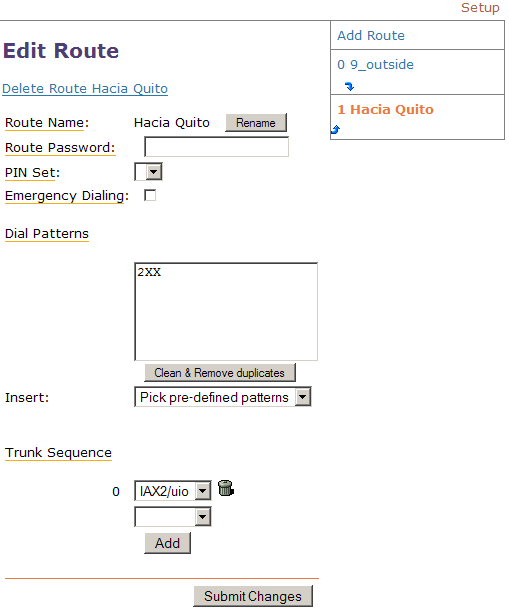 Setup
Edit Route
Delete Route Hacia Quito
Route Name: Hacia Quito Rename
Route Password:
PIN Set:
Emergency Dialing:
Dial Patterns
2XX
Clean & Remove duplicates
Insert: Pick pre-defined patterns
Trunk Sequence
0 IAX2/uio
Add
Submit Changes
Add Route
0 9_outside
1 Hacia Quito